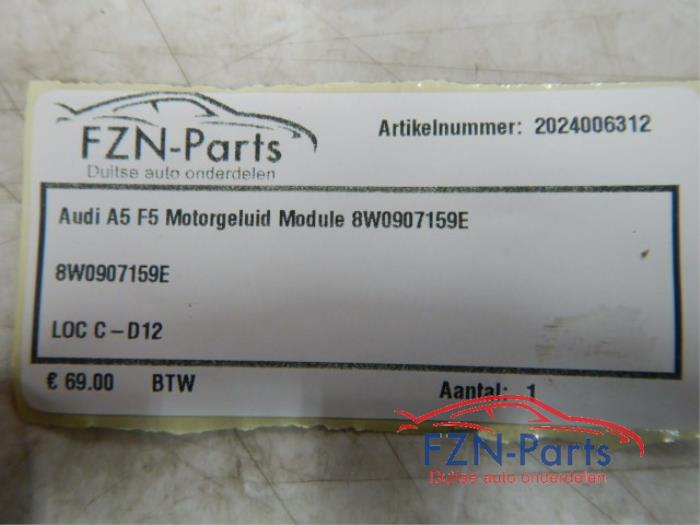 FZN-Parts
Duitse auto onderdelen
Artikelnummer: 2024006312
Audi A5 F5 Motorgeluid Module 8W0907159E
8W0907159E
LOC C-D12
€ 69.00 BTW Aantal: 1
FZN-Parts
Duitse auto onderdelen